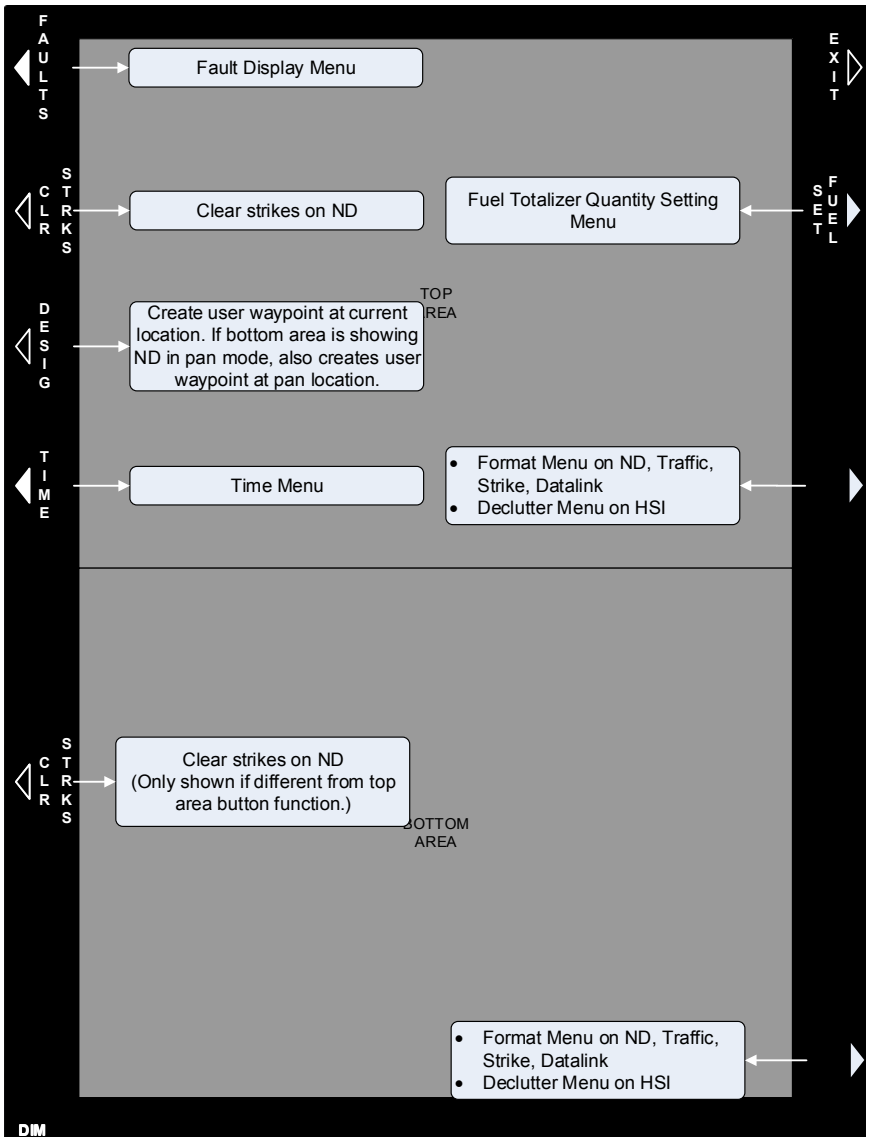 FAULTS
Fault Display Menu
EXIT
CLR STRKS
Clear strikes on ND
Fuel Totalizer Quantity Setting
Menu
SET FUEL
TOP
AREA
DESIG
Create user waypoint at current
location. If bottom area is showing
ND in pan mode, also creates user
waypoint at pan location.
TIME
Time Menu
• Format Menu on ND, Traffic,
Strike, Datalink
• Declutter Menu on HSI
CLR STRKS
Clear strikes on ND
(Only shown if different from top
area button function.)
BOTTOM
AREA
• Format Menu on ND, Traffic,
Strike, Datalink
• Declutter Menu on HSI
DIM